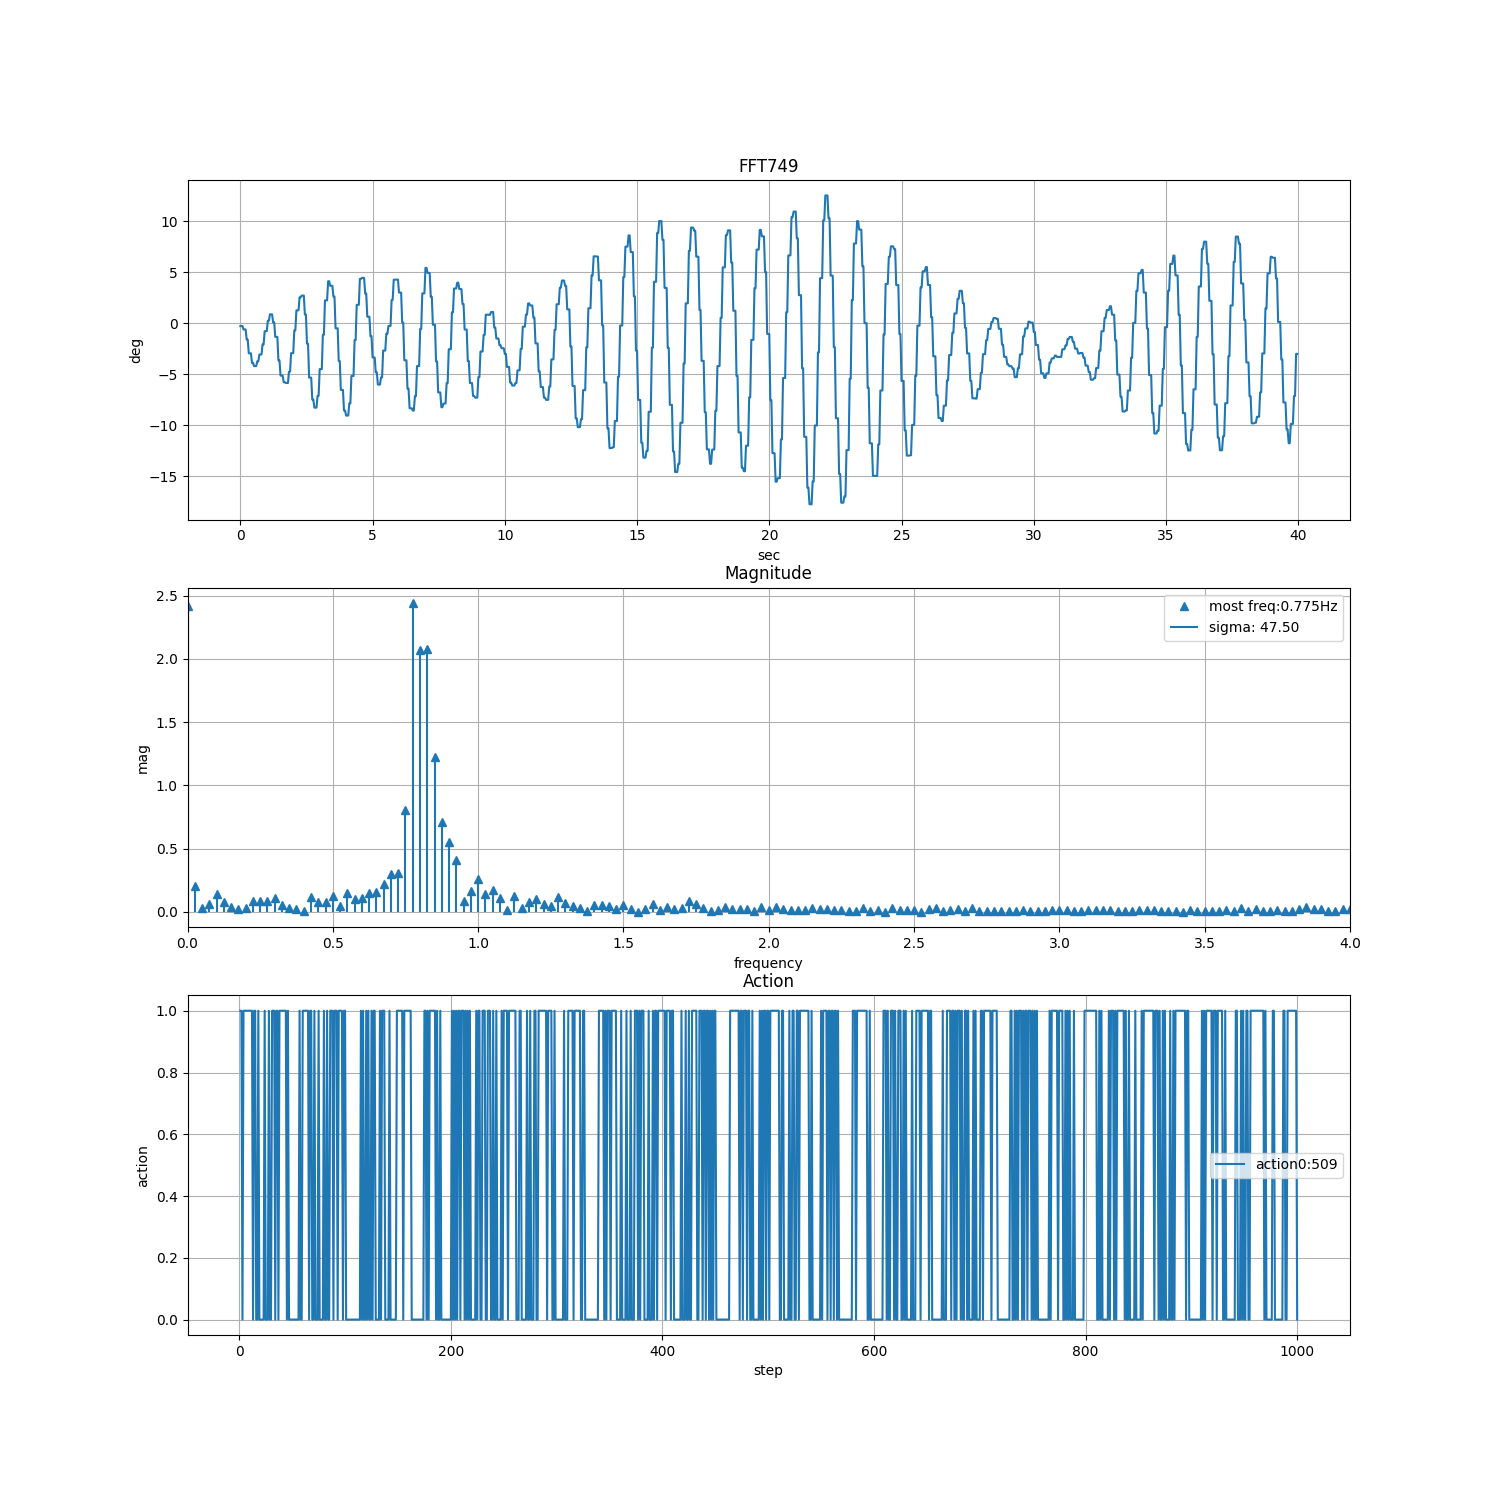 FFT749
10
5
0
−5
−10
−15
deg
0 5 10 15 20 25 30 35 40
sec
Magnitude
2.5
2.0
1.5
1.0
0.5
0.0
mag
most freq:0.775Hz
sigma: 47.50
0.0 0.5 1.0 1.5 2.0 2.5 3.0 3.5 4.0
frequency
Action
1.0
0.8
0.6
0.4
0.2
0.0
action
action0:509
0 200 400 600 800 1000
step